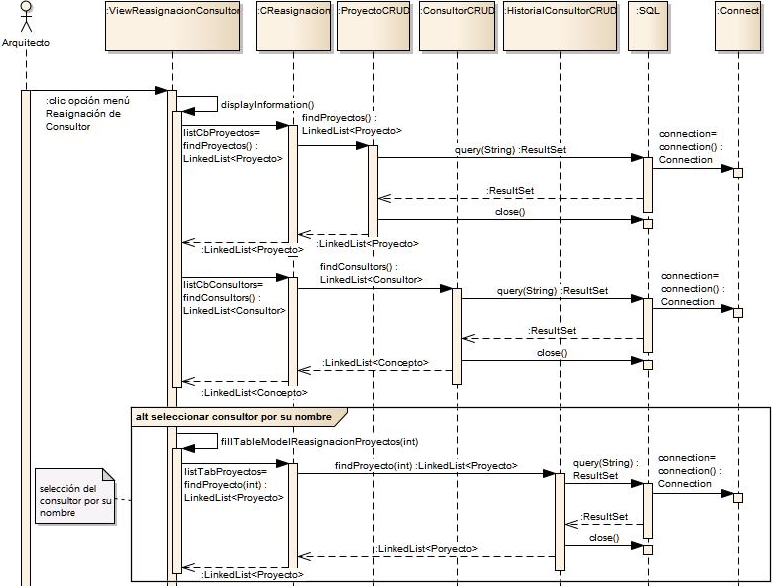 :ViewReasignacionConsultor
:CReasignacion
:ProyectoCRUD
:ConsultorCRUD
:HistorialConsultorCRUD
:SQL
:Connect
Arquitecto
:clic opción menú
Reaignación de
Consultor
displayInformation()
listCbProyectos=
findProyectos() :
LinkedList<Proyecto>
findProyectos() :
LinkedList<Proyecto>
query(String) :ResultSet
connection=
connection() :
Connection
:ResultSet
close()
:LinkedList<Proyecto>
:LinkedList<Proyecto>
listCbConsultors=
findConsultors() :
LinkedList<Consultor>
findConsultors() :
LinkedList<Consultor>
query(String) :ResultSet
connection=
connection() :
Connection
:ResultSet
close()
:LinkedList<Concepto>
:LinkedList<Concepto>
alt seleccionar consultor por su nombre
fillTableModelReasignacionProyectos(int)
listTabProyectos=
findProyecto(int) :
LinkedList<Proyecto>
findProyecto(int) :LinkedList<Proyecto>
query(String) :
ResultSet
connection=
connection() :
Connection
selección del
consultor por su
nombre
:ResultSet
close()
:LinkedList<Poryecto>
:LinkedList<Proyecto>